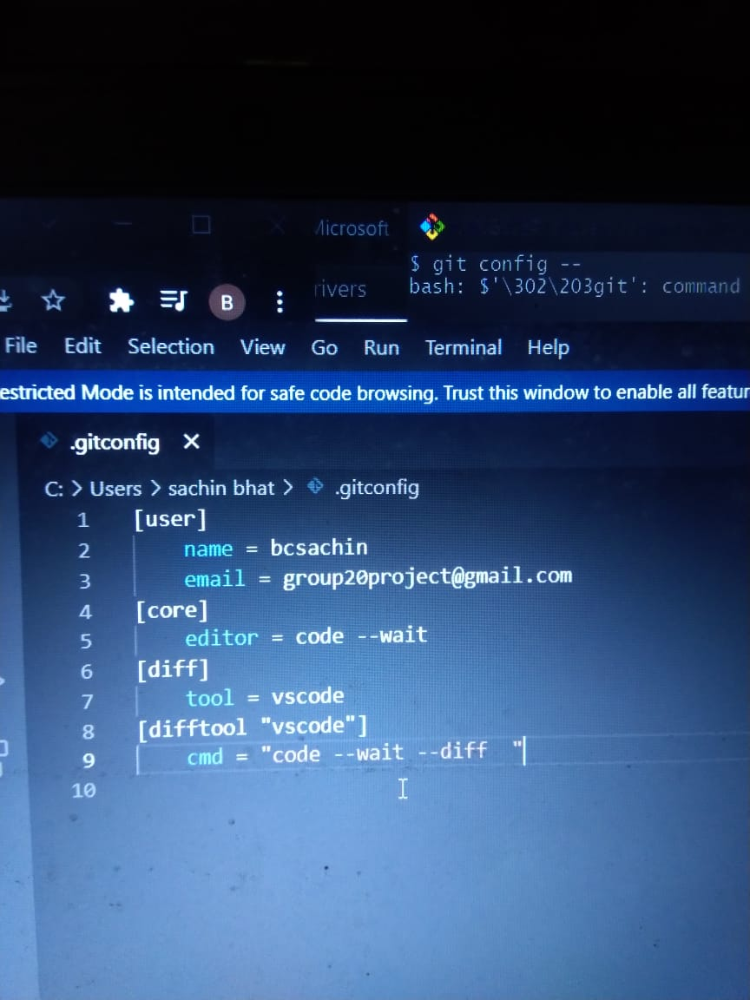 Microsoft
$ git config --
rivers
bash: $'\302\203git': command
B
File Edit Selection View Go Run Terminal Help
estricted Mode is intended for safe code browsing. Trust this window to enable all featur
.gitconfig
C: > Users > sachin bhat > .gitconfig
1 [user]
2 name = bcsachin
3 email = group20project@gmail.com
4 [core]
5 editor = code --wait
6 [diff]
7 tool = vscode
8 [difftool "vscode"]
9 cmd = "code --wait --diff  "
10